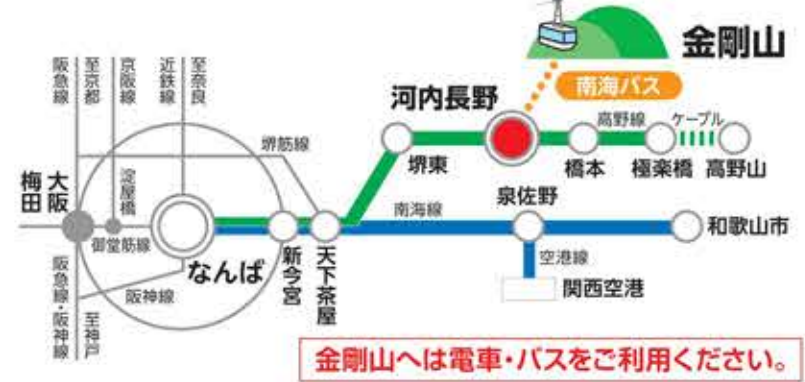 金剛山
南海バス
河内長野
高野線
ケーブル
堺東
橋本
極楽橋
高野山
阪急線
至京都
京阪線
近鉄線
至奈良
堺筋線
淀屋橋
大阪
梅田
御堂筋線
なんば
新今宮
天下茶屋
南海線
泉佐野
和歌山市
空港線
関西空港
阪神線
阪急線・阪神線
至神戸
金剛山へは電車・バスをご利用ください。